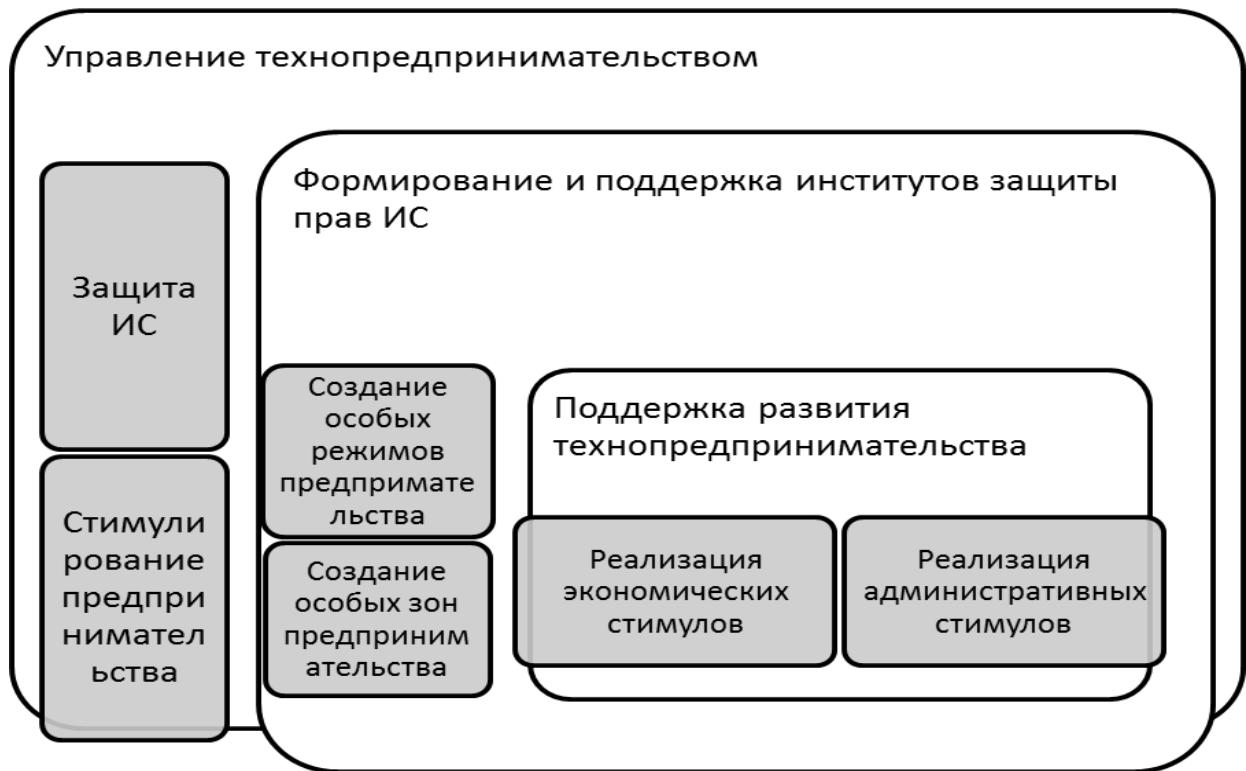 Управление технопредпринимательством
Формирование и поддержка институтов защиты
прав ИС
Защита
ИС
Стимули
рование
предпри
нимател
ьства
Создание
особых
режимов
предпримате
льства
Создание
особых зон
предприним
ательства
Поддержка развития
технопредпринимательства
Реализация
экономических
стимулов
Реализация
административных
стимулов